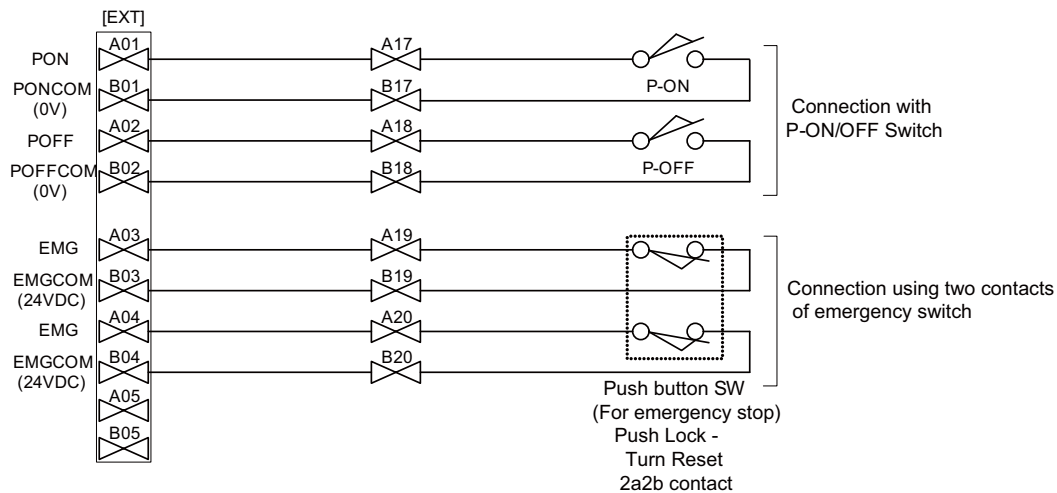 [EXT]
PON
A01
A17
P-ON
PONCOM
(0V)
B01
B17
POFF
A02
A18
P-OFF
POFFCOM
(0V)
B02
B18
Connection with
P-ON/OFF Switch
EMG
A03
A19
EMGCOM
(24VDC)
B03
B19
EMG
A04
A20
EMGCOM
(24VDC)
B04
B20
A05
B05
Connection using two contacts
of emergency switch
Push button SW
(For emergency stop)
Push Lock -
Turn Reset
2a2b contact